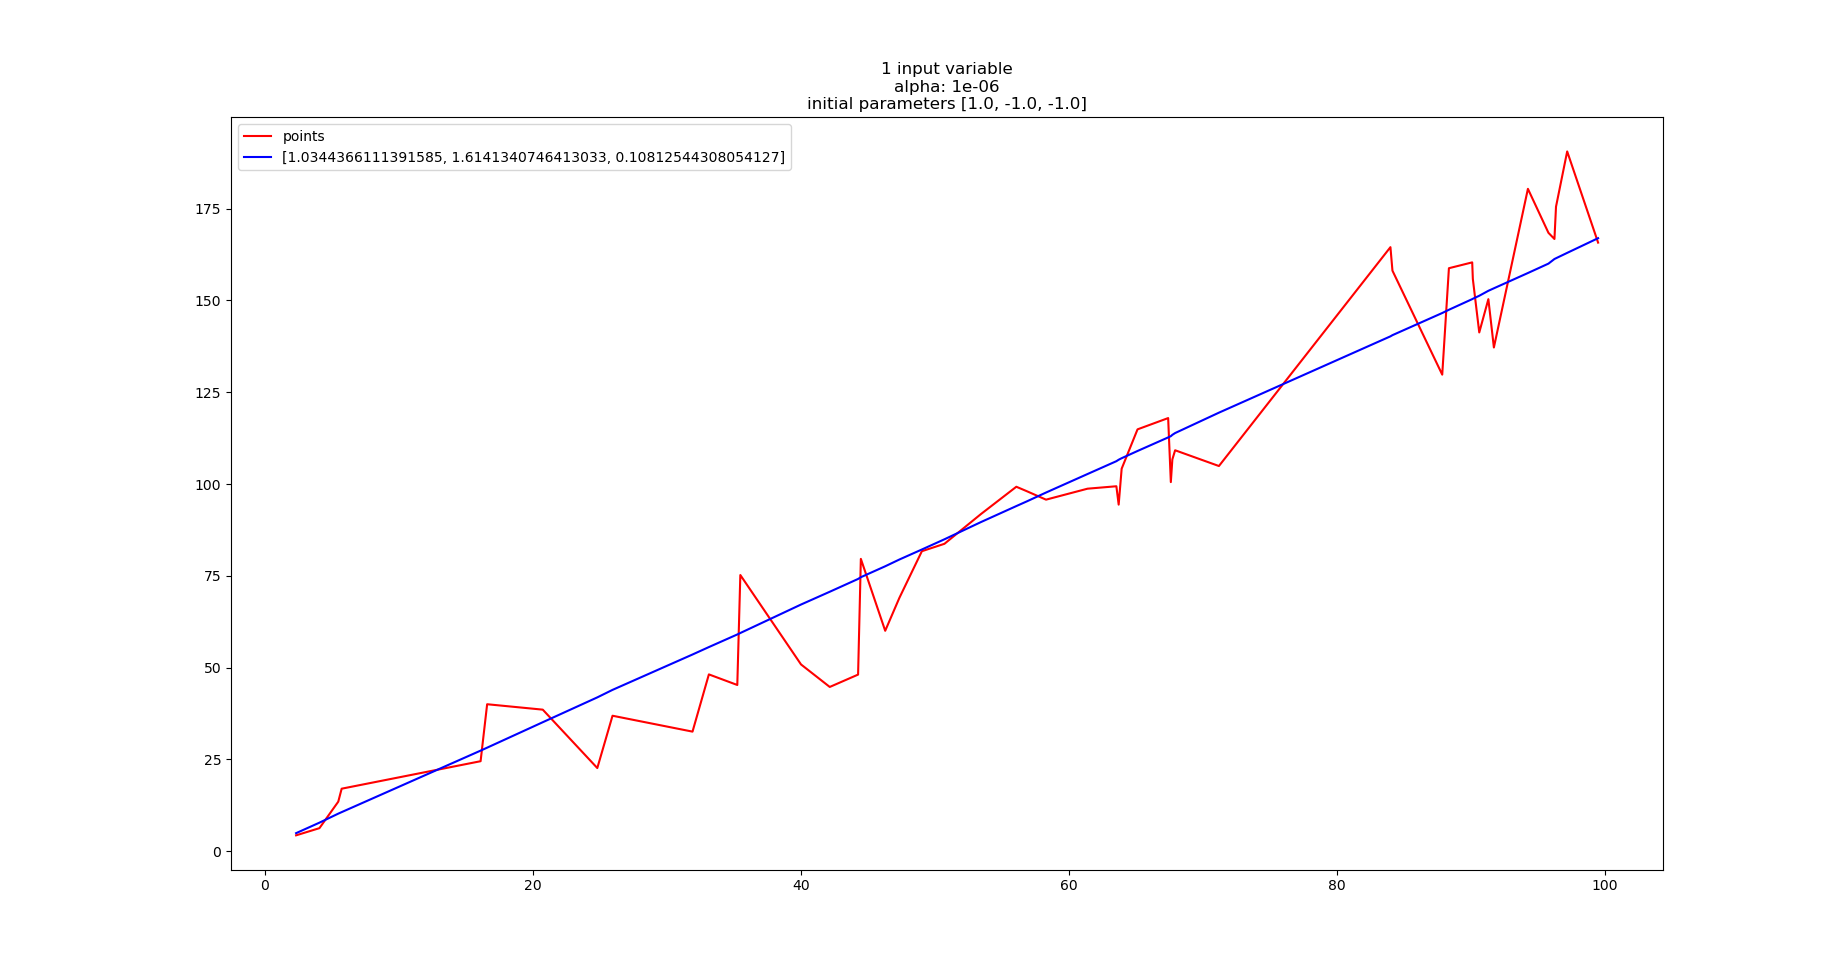 1 input variable
alpha: 1e-06
initial parameters [1.0, -1.0, -1.0]
points
[1.0344366111391585, 1.6141340746413033, 0.10812544308054127]
175
150
125
100
75
50
25
0
0 20 40 60 80 100